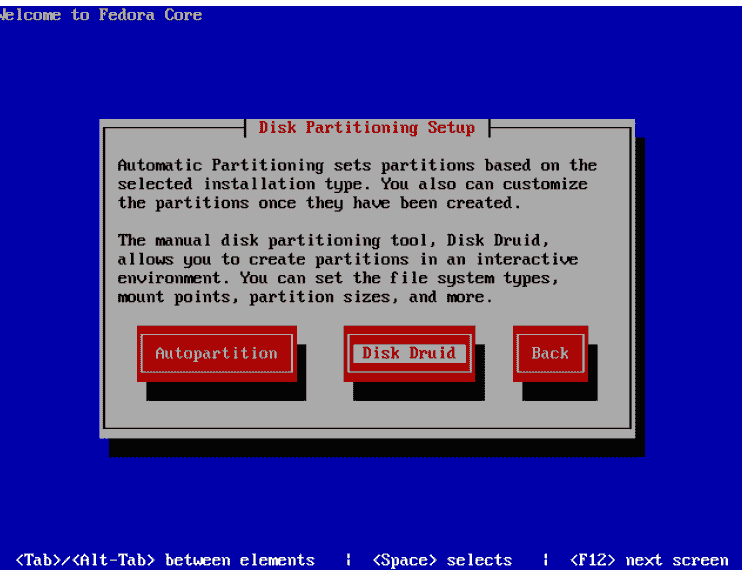 Welcome to Fedora Core
Disk Partitioning Setup
Automatic Partitioning sets partitions based on the
selected installation type. You also can customize
the partitions once they have been created.
The manual disk partitioning tool, Disk Druid,
allows you to create partitions in an interactive
environment. You can set the file system types,
mount points, partition sizes, and more.
Autopartition Disk Druid Back
<Tab>/<Alt-Tab> between elements | <Space> selects | <F12> next screen